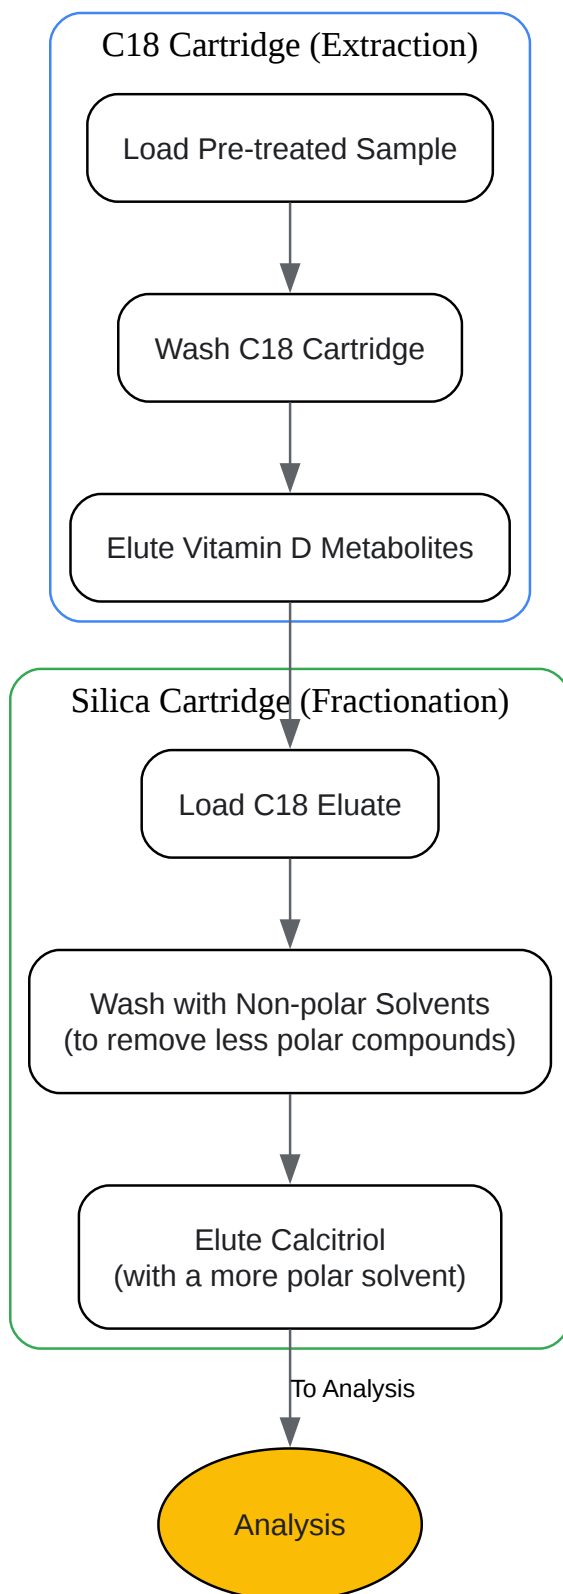 C18 Cartridge (Extraction)
Load Pre-treated Sample
Wash C18 Cartridge
Elute Vitamin D Metabolites
Silica Cartridge (Fractionation)
Load C18 Eluate
Wash with Non-polar Solvents
(to remove less polar compounds)
Elute Calcitriol
(with a more polar solvent)
To Analysis
Analysis